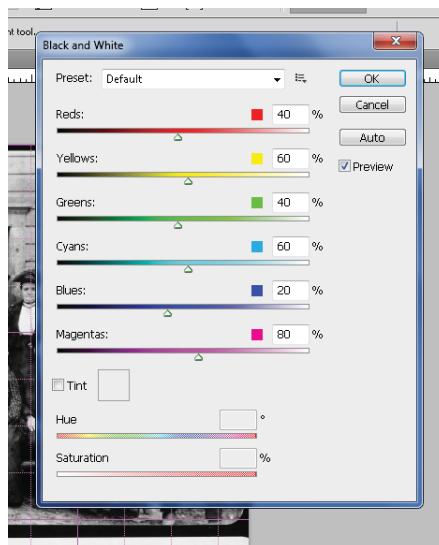 nt tool.
Black and White
Preset: Default
OK
Cancel
Auto
Preview
Reds: 40 %
Yellows: 60 %
Greens: 40 %
Cyans: 60 %
Blues: 20 %
Magentas: 80 %
Tint
Hue °
Saturation %